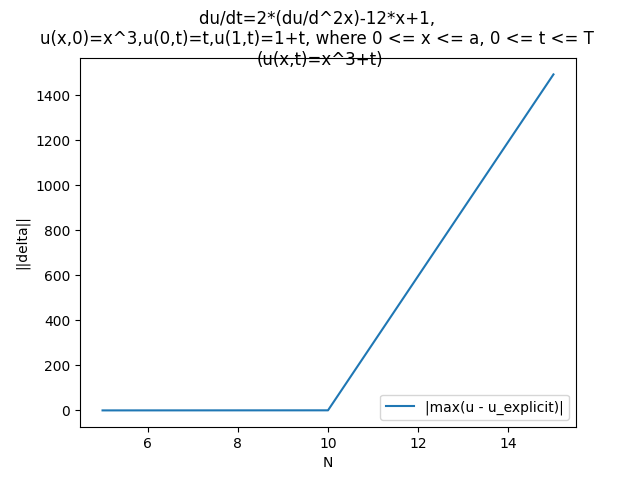 du/dt=2*(du/d^2x)-12*x+1,
u(x,0)=x^3,u(0,t)=t,u(1,t)=1+t, where 0 <= x <= a, 0 <= t <= T
(u(x,t)=x^3+t)
1400
1200
1000
800
600
400
200
0
||delta||
|max(u - u_explicit)|
6
8
10
12
14
N